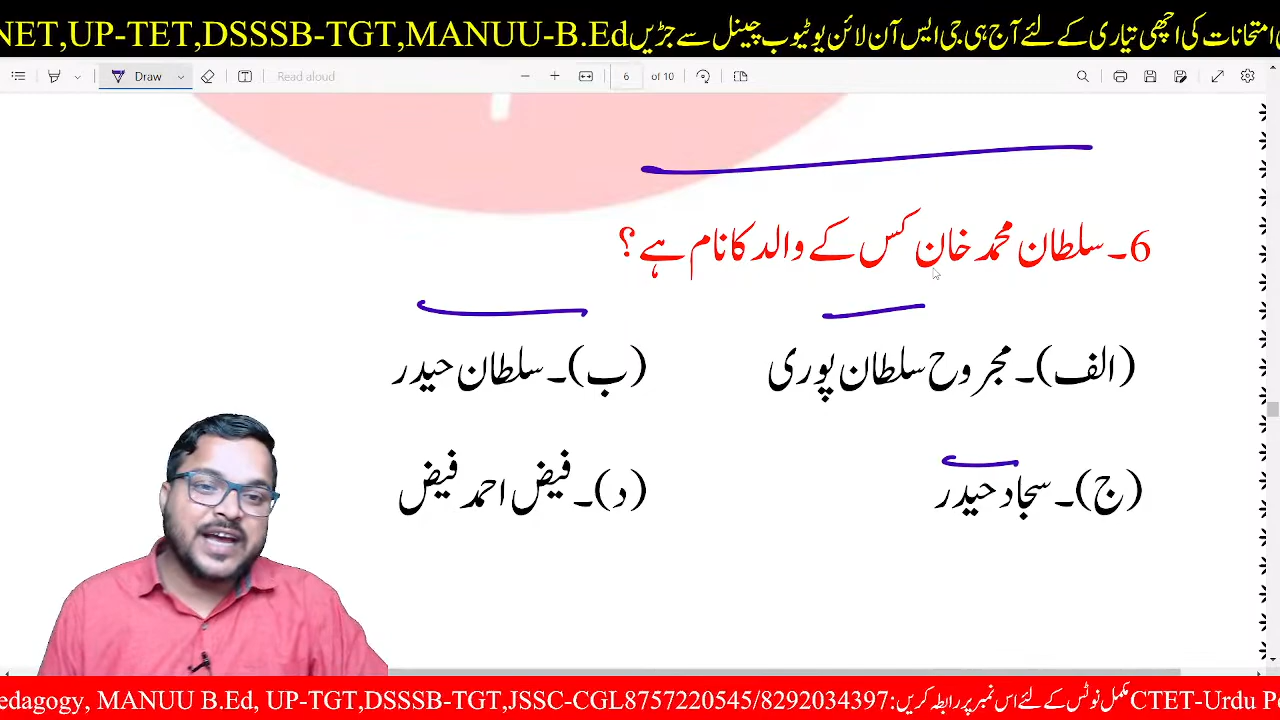 NET,UP-TET,DSSSB-TGT,MANUU-B.Ed امتحانات کی اچھی تیاری کے لئے آج ہی جی ایس آن لائن یوٹیوب چینل سے جڑیں
Draw
Read aloud
6 of 10
6۔ سلطان محمد خان کس کے والد کا نام ہے ؟
(الف)۔ مجروح سلطان پوری
(ب)۔ سلطان حیدر
(ج)۔ سجاد حیدر
(د)۔ فیض احمد فیض
edagogy, MANUU B.Ed, UP-TGT,DSSSB-TGT,JSSC-CGL8757220545/8292034397:مکمل نوٹس کے لئے اس نمبر پر رابطہ کریں CTET-Urdu P